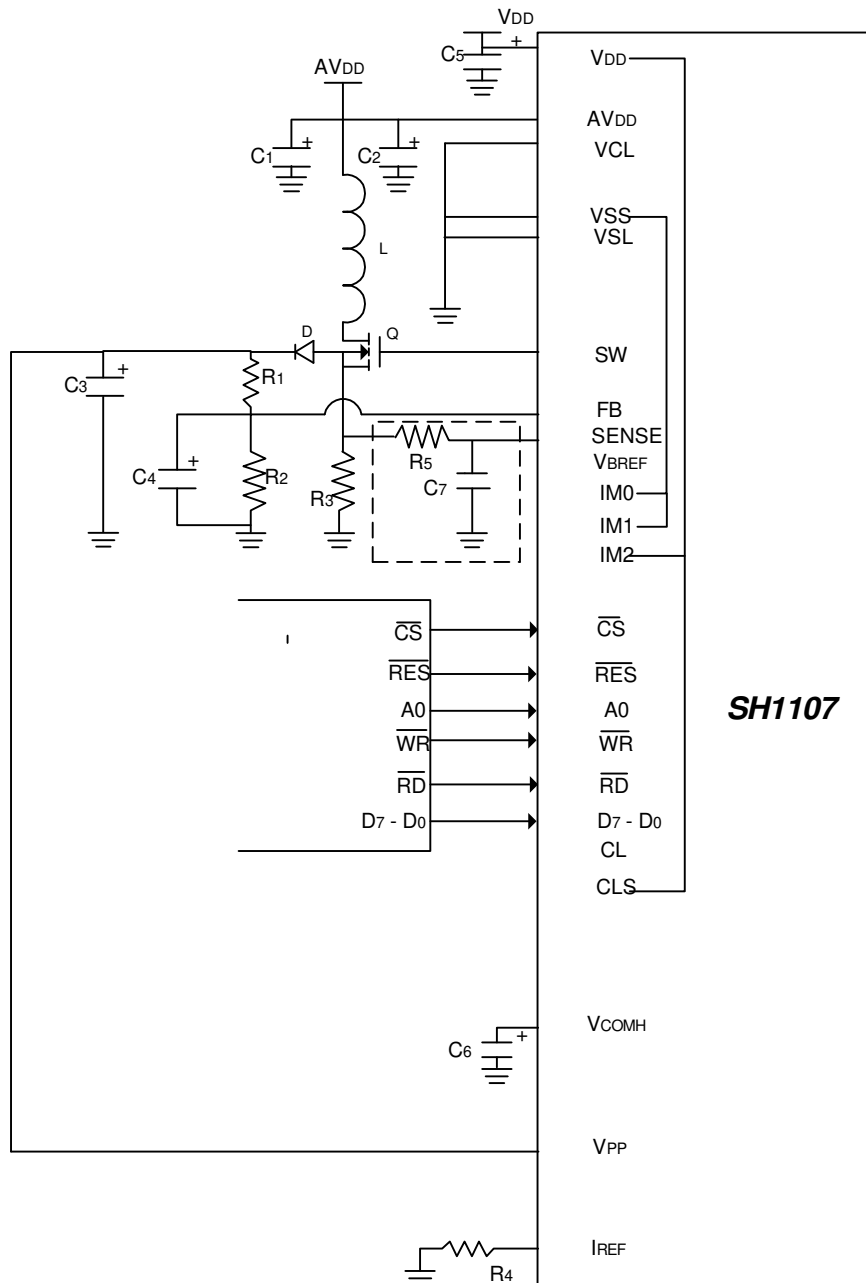 VDD
C5
+
VDD
AVDD
AVDD
C1
+
C2
+
VCL
VSS
VSL
L
D
Q
SW
C3
+
R1
FB
SENSE
R5
VBREF
C4
+
R2
R3
C7
IM0
IM1
IM2
CS
CS
RES
RES
A0
A0
SH1107
WR
WR
RD
RD
D7 - D0
D7 - D0
CL
CLS
VCOMH
C6
+
VPP
IREF
R4